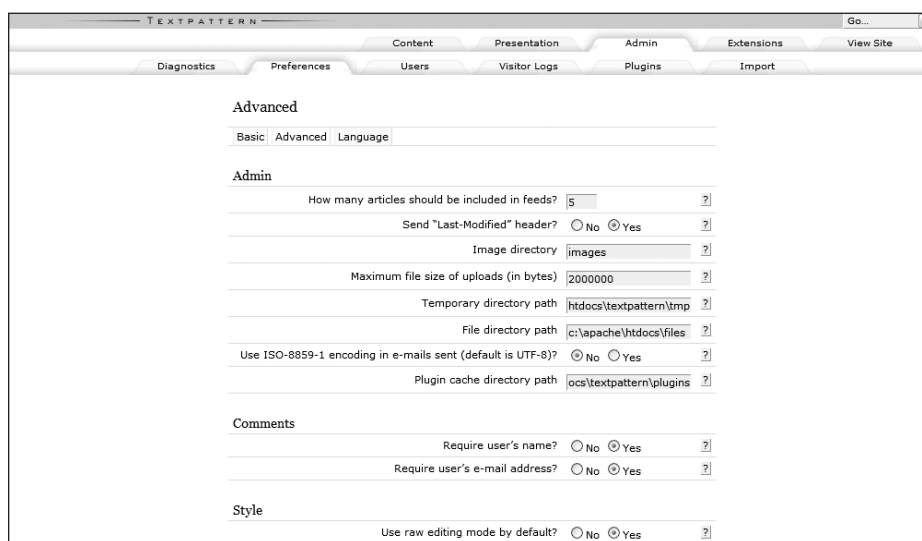 TEXTPATTERN
Go...
Content Presentation Admin Extensions View Site
Diagnostics Preferences Users Visitor Logs Plugins Import
Advanced
Basic Advanced Language
Admin
How many articles should be included in feeds? 5 ?
Send “Last-Modified” header? No Yes ?
Image directory images ?
Maximum file size of uploads (in bytes) 2000000 ?
Temporary directory path htdocs\textpattern\tmp ?
File directory path c:\apache\htdocs\files ?
Use ISO-8859-1 encoding in e-mails sent (default is UTF-8)? No Yes ?
Plugin cache directory path ocs\textpattern\plugins ?
Comments
Require user’s name? No Yes ?
Require user’s e-mail address? No Yes ?
Style
Use raw editing mode by default? No Yes ?